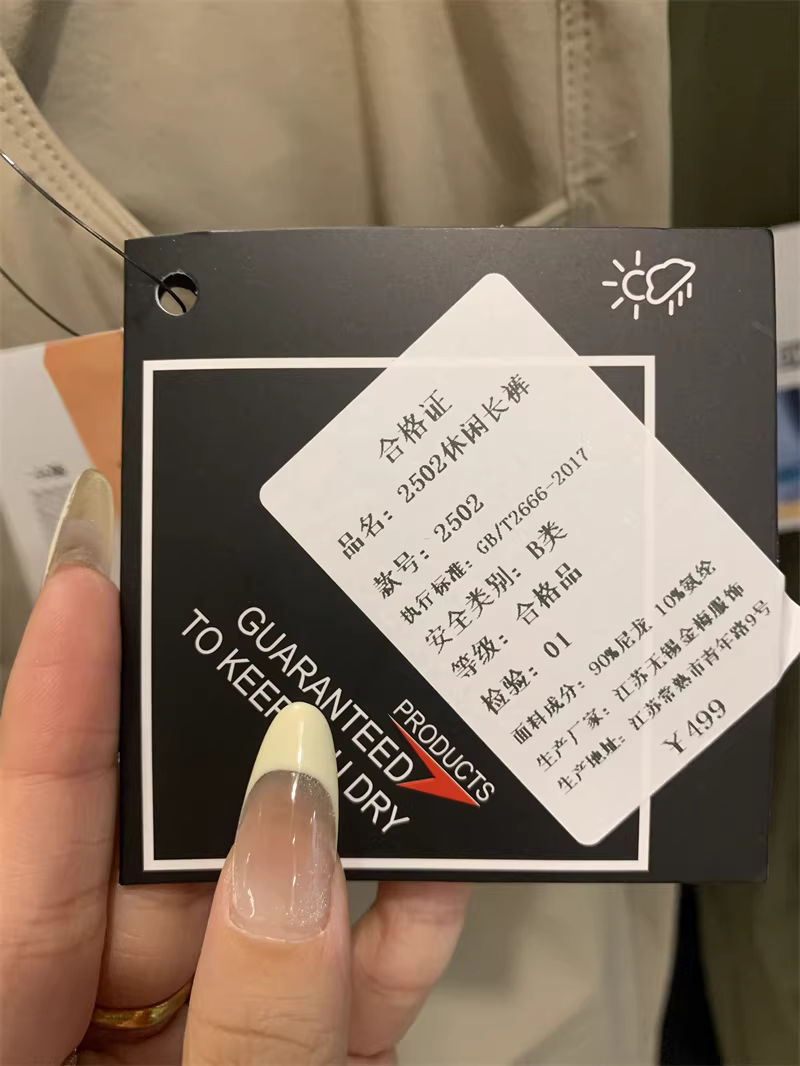 合格证
品名：2502休闲长裤
款号：2502
执行标准：GB/T2666-2017
安全类别：B类
等级：合格品
检验：01
面料成分：90%尼龙 10%氨纶
生产厂家：江苏无锡金梅服饰
生产地址：江苏常熟市青年路9号
￥499
GUARANTEED
TO KEEP DRY
PRODUCTS